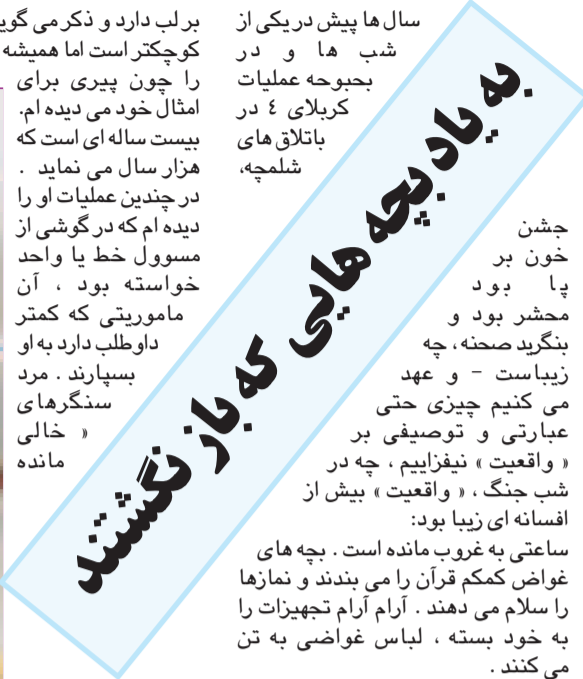 به یاد بچه هایی که باز نگشتند
سال ها پیش در یکی از
شب ها و در
بحبوحه عملیات
کربلای ٤ در
باتلاق های
شلمچه،
جشن
خون بر
پا بود
محشر بود و
بنگرید صحنه، چه
زیباست - و عهد
می کنیم چیزی حتی
عبارتی و توصیفی بر
« واقعیت » نیفزاییم ، چه در
شب جنگ ، « واقعیت » بیش از
افسانه ای زیبا بود:
ساعتی به غروب مانده است . بچه های
غواض کمکم قرآن را می بندند و نمازها
را سلام می دهند . آرام آرام تجهیزات را
به خود بسته ، لباس غواضی به تن
می کنند .
بر لب دارد و ذکر می گوی
کوچکتر است اما همیشه
را چون پیری برای
امثال خود می دیده ام.
بیست ساله ای است که
هزار سال می نماید .
در چندین عملیات او را
دیده ام که در گوشی از
مسوول خط یا واحد
خواسته بود ، آن
ماموریتی که کمتر
داوطلب دارد به او
بسپارند . مرد
سنگرهای
« خالی
مانده